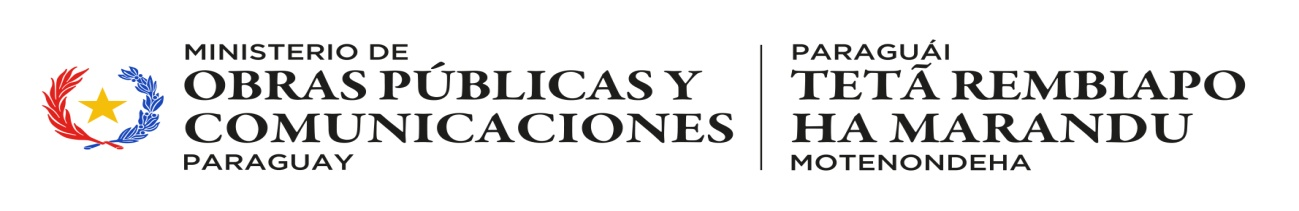 MINISTERIO DE
OBRAS PÚBLICAS Y
COMUNICACIONES
PARAGUAY
PARAGUÁI
TETÃ REMBIAPO
HA MARANDU
MOTENONDEHA